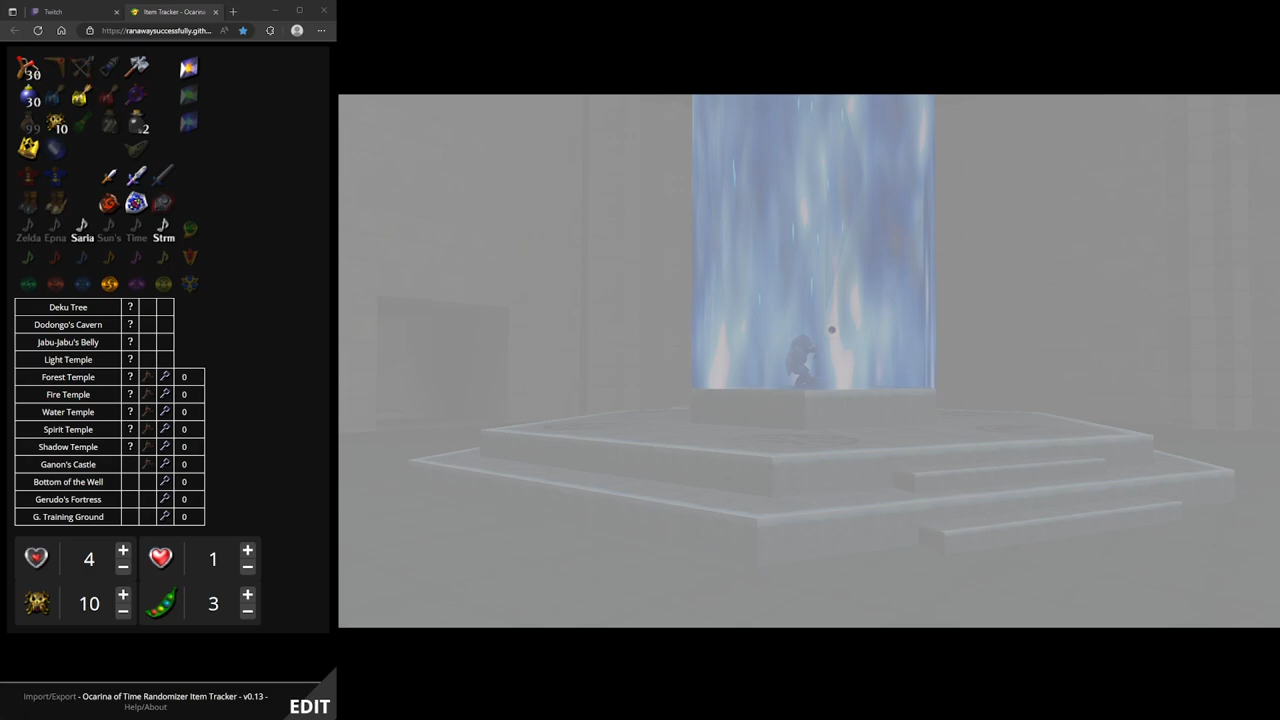 Twitch
Item Tracker - Ocarina
https://ranawaysuccessfully.gith...
30
30
99 10 2
Zelda Epna Saria Sun's Time Strm
Deku Tree ?
Dodongo's Cavern ?
Jabu-Jabu's Belly ?
Light Temple ?
Forest Temple ? 0
Fire Temple ? 0
Water Temple ? 0
Spirit Temple ? 0
Shadow Temple ? 0
Ganon's Castle 0
Bottom of the Well 0
Gerudo's Fortress 0
G. Training Ground 0
4 + - 1 + -
10 + - 3 + -
Import/Export - Ocarina of Time Randomizer Item Tracker - v0.13 -
Help/About
EDIT